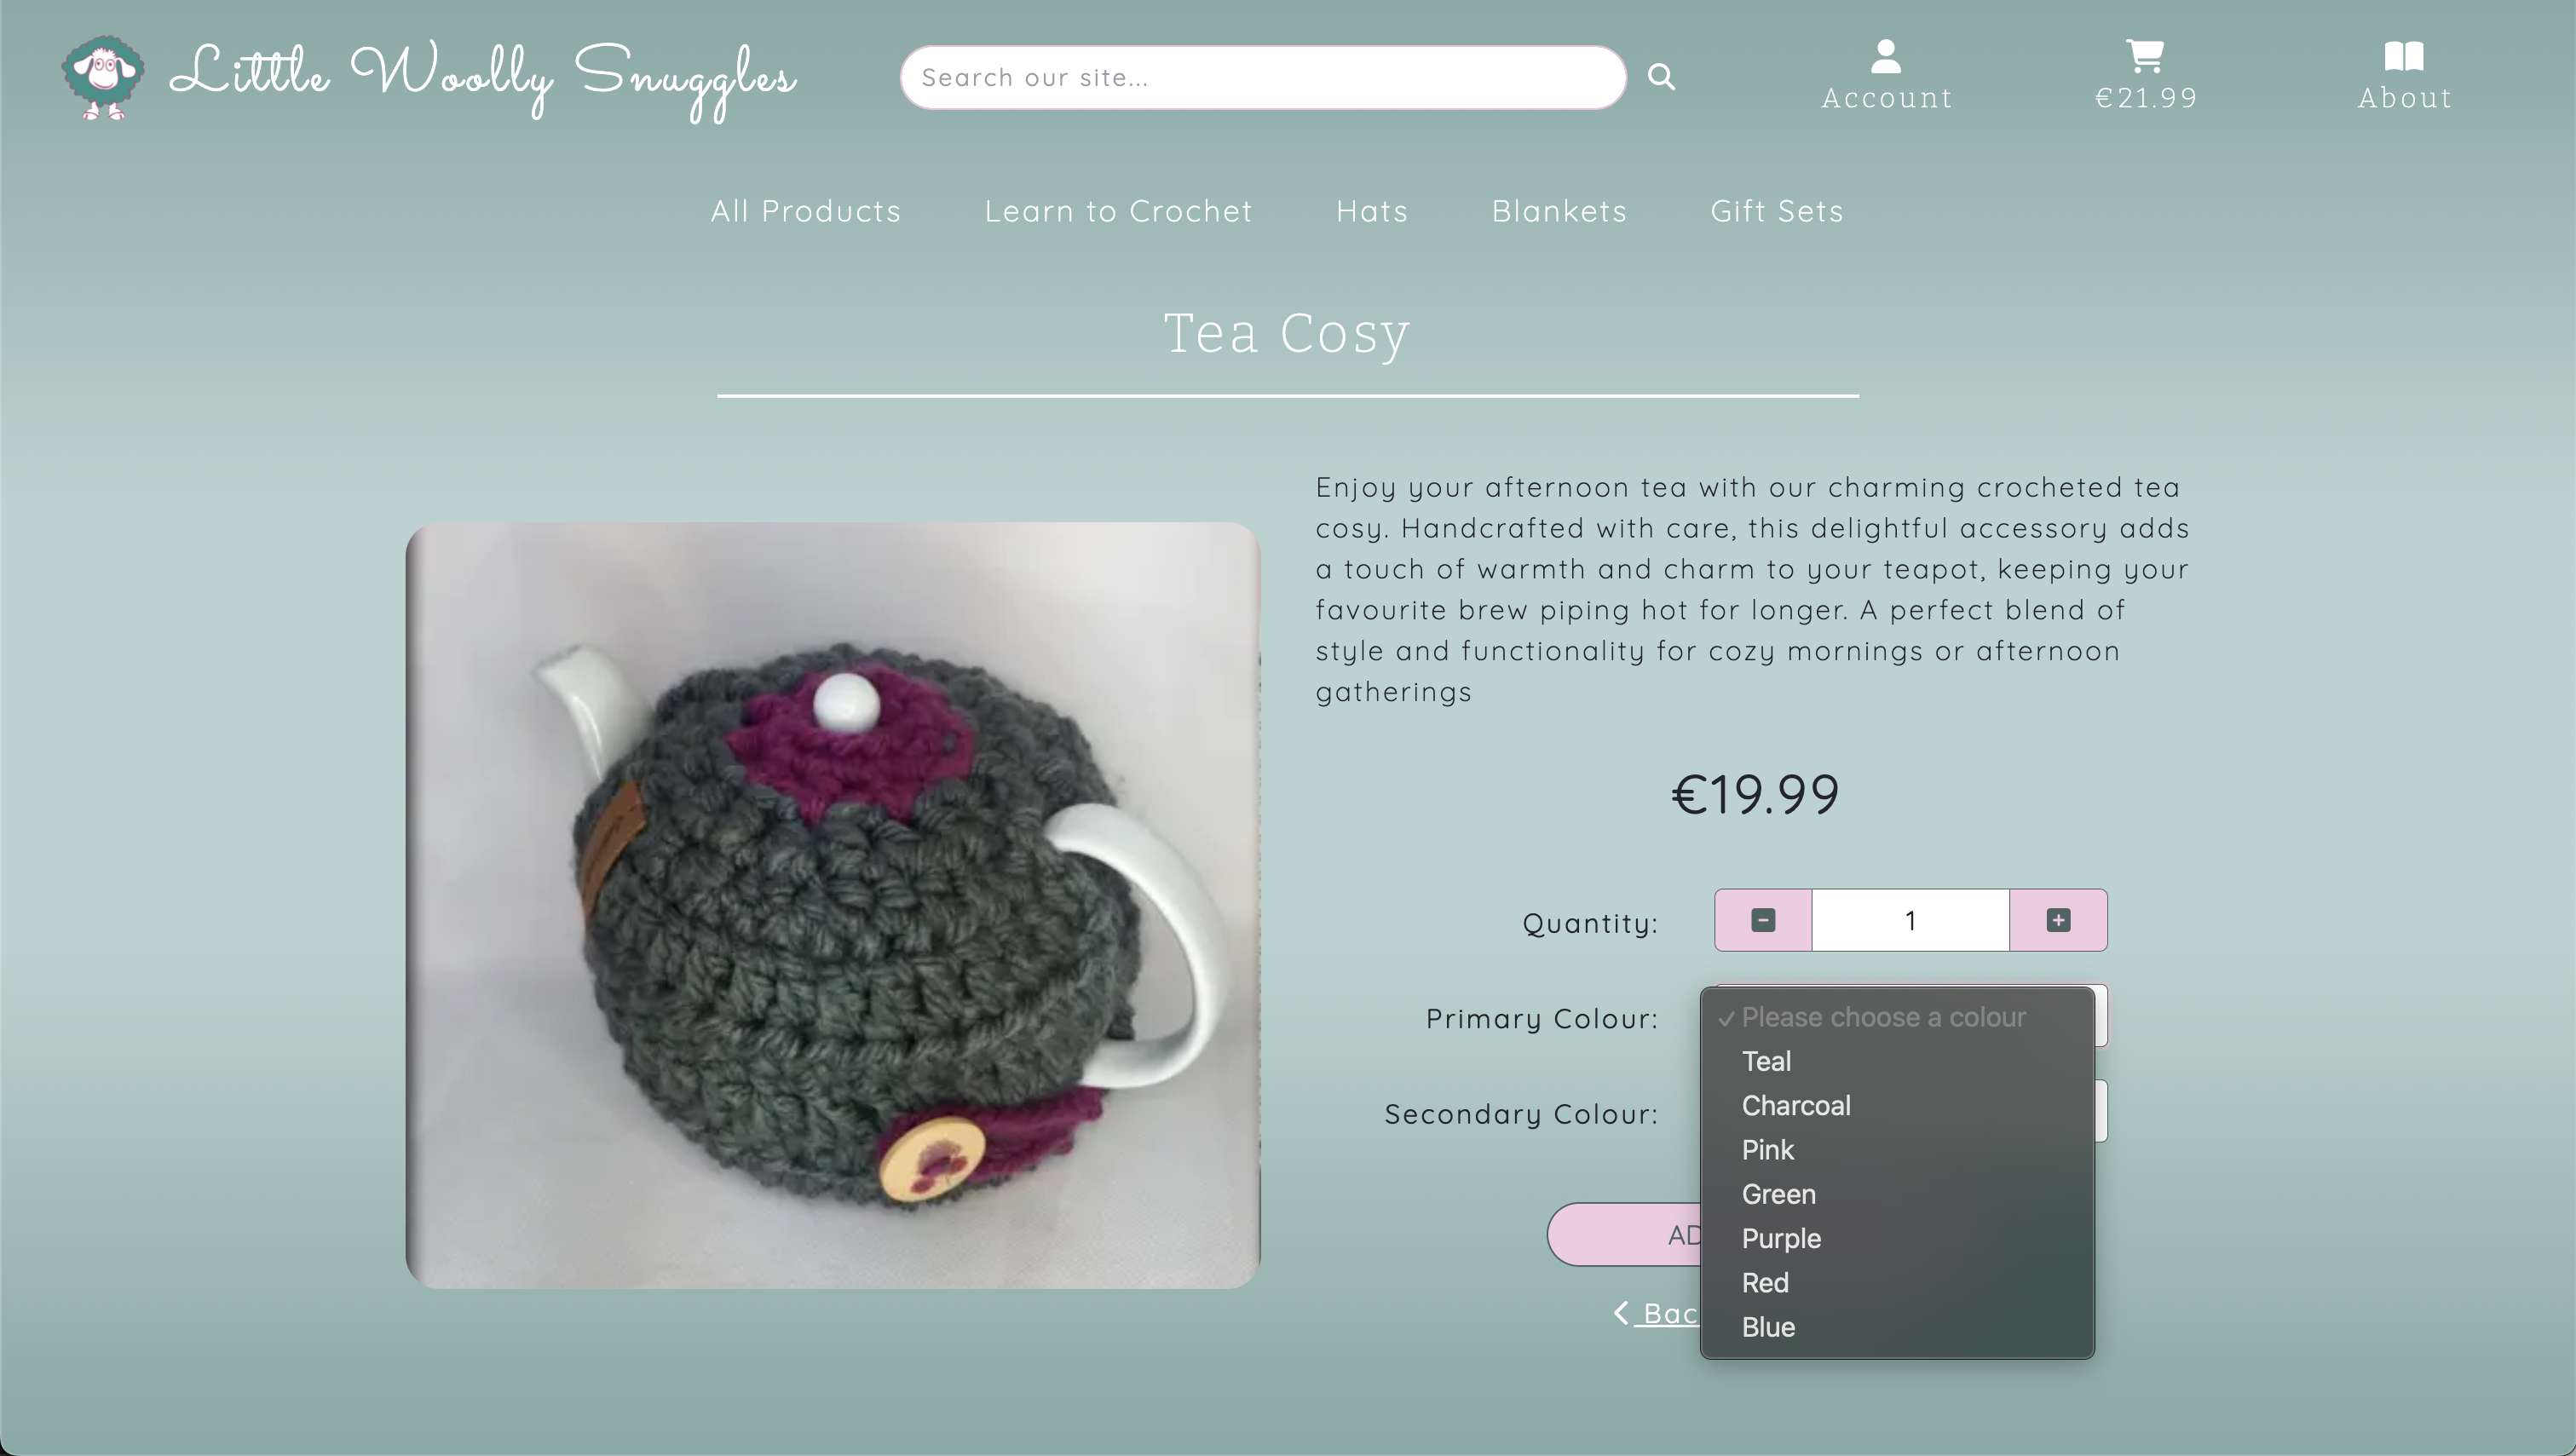 Little Woolly Snuggles
Search our site...
Account
€21.99
About
All Products
Learn to Crochet
Hats
Blankets
Gift Sets
Tea Cosy
Enjoy your afternoon tea with our charming crocheted tea
cosy. Handcrafted with care, this delightful accessory adds
a touch of warmth and charm to your teapot, keeping your
favourite brew piping hot for longer. A perfect blend of
style and functionality for cozy mornings or afternoon
gatherings
€19.99
Quantity:
1
Primary Colour:
✓ Please choose a colour
Teal
Charcoal
Pink
Green
Purple
Red
Blue
Secondary Colour: